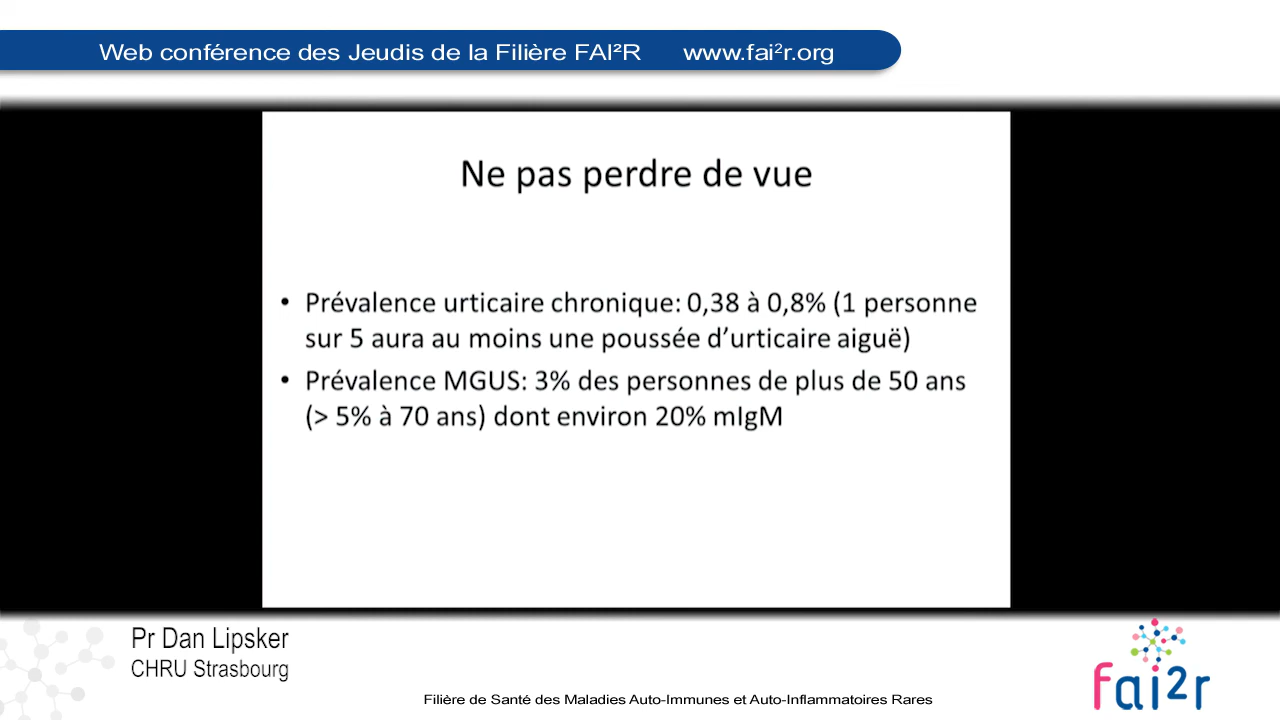 Web conférence des Jeudis de la Filière FAI²R www.fai²r.org
Ne pas perdre de vue
• Prévalence urticaire chronique: 0,38 à 0,8% (1 personne
sur 5 aura au moins une poussée d’urticaire aiguë)
• Prévalence MGUS: 3% des personnes de plus de 50 ans
(> 5% à 70 ans) dont environ 20% mIgM
Pr Dan Lipsker
CHRU Strasbourg
Filière de Santé des Maladies Auto-Immunes et Auto-Inflammatoires Rares
fai2r